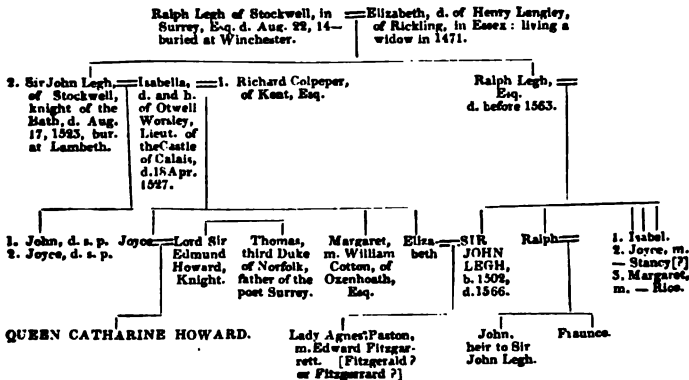 Ralph Legh of Stockwell, in
Surrey, Esq. d. Aug. 22, 14—
buried at Winchester.
Elizabeth, d. of Henry Langley,
of Rickling, in Essex: living a
widow in 1471.
2. Sir John Legh,
of Stockwell,
knight of the
Bath, d. Aug.
17, 1523, bur.
at Lambeth.
Isabella,
d. and h.
of Otwell
Worsley,
Lieut. of
the Castle
of Calais,
d. 18 Apr.
1527.
1. Richard Colpeper,
of Kent, Esq.
Ralph Legh,
Esq.
d. before 1563.
1. John, d. s. p.
2. Joyce, d. s. p.
Joyce
Lord Sir
Edmund
Howard,
Knight.
Thomas,
third Duke
of Norfolk,
father of the
poet Surrey.
Margaret,
m. William
Cotton, of
Oxenhoath,
Esq.
Eliza-
beth
SIR
JOHN
LEGH,
b. 1502,
d. 1566.
Ralph
1. Isabel.
2. Joyce, m.
— Stancy [?]
3. Margaret,
m. — Rice.
QUEEN CATHARINE HOWARD.
Lady Agnes Paston,
m. Edward Fitzgar-
rett. [Fitzgerald?
or Fitzgerrard?]
John,
heir to Sir
John Legh.
Fraunce.